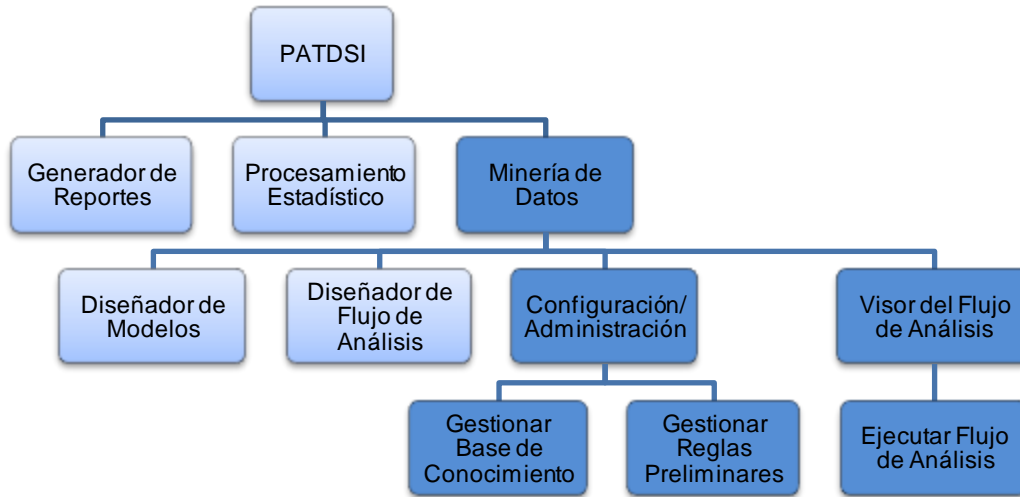 PATDSI
Generador de
Reportes
Procesamiento
Estadístico
Minería de
Datos
Diseñador de
Modelos
Diseñador de
Flujo de
Análisis
Configuración/
Administración
Visor del Flujo
de Análisis
Gestionar
Base de
Conocimiento
Gestionar
Reglas
Preliminares
Ejecutar Flujo
de Análisis